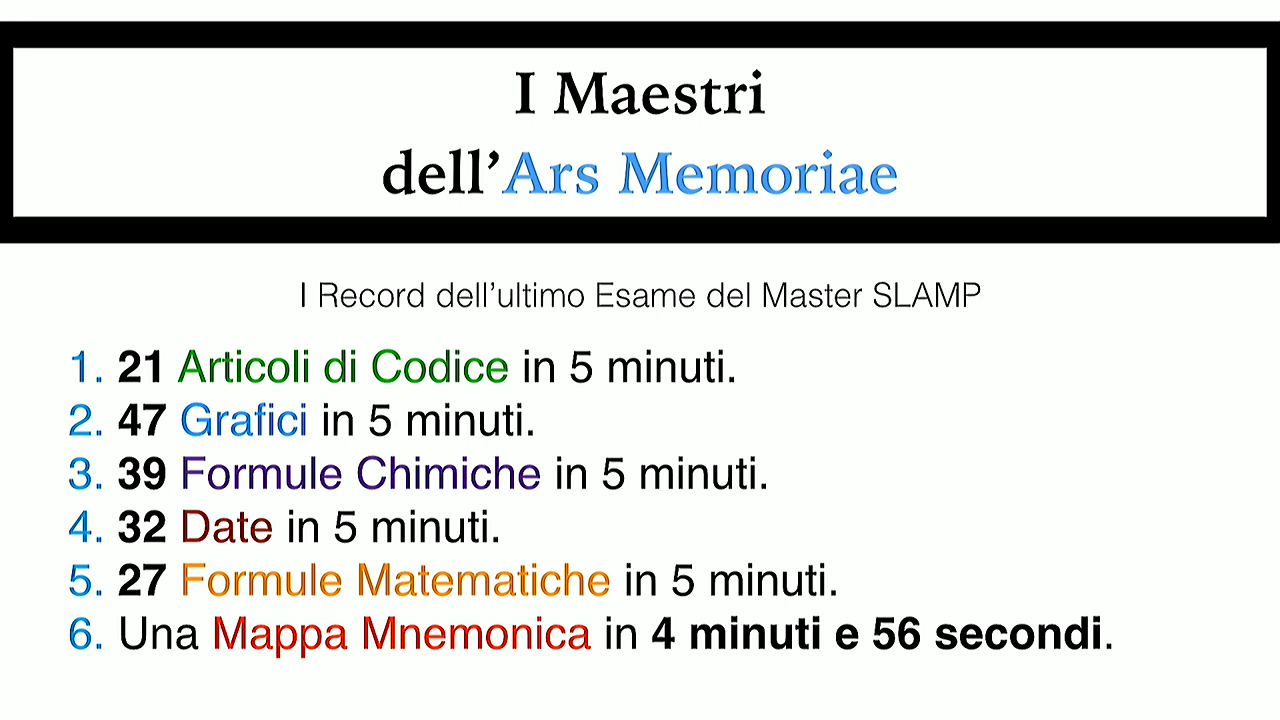 I Maestri
dell’Ars Memoriae
I Record dell’ultimo Esame del Master SLAMP
1. 21 Articoli di Codice in 5 minuti.
2. 47 Grafici in 5 minuti.
3. 39 Formule Chimiche in 5 minuti.
4. 32 Date in 5 minuti.
5. 27 Formule Matematiche in 5 minuti.
6. Una Mappa Mnemonica in 4 minuti e 56 secondi.